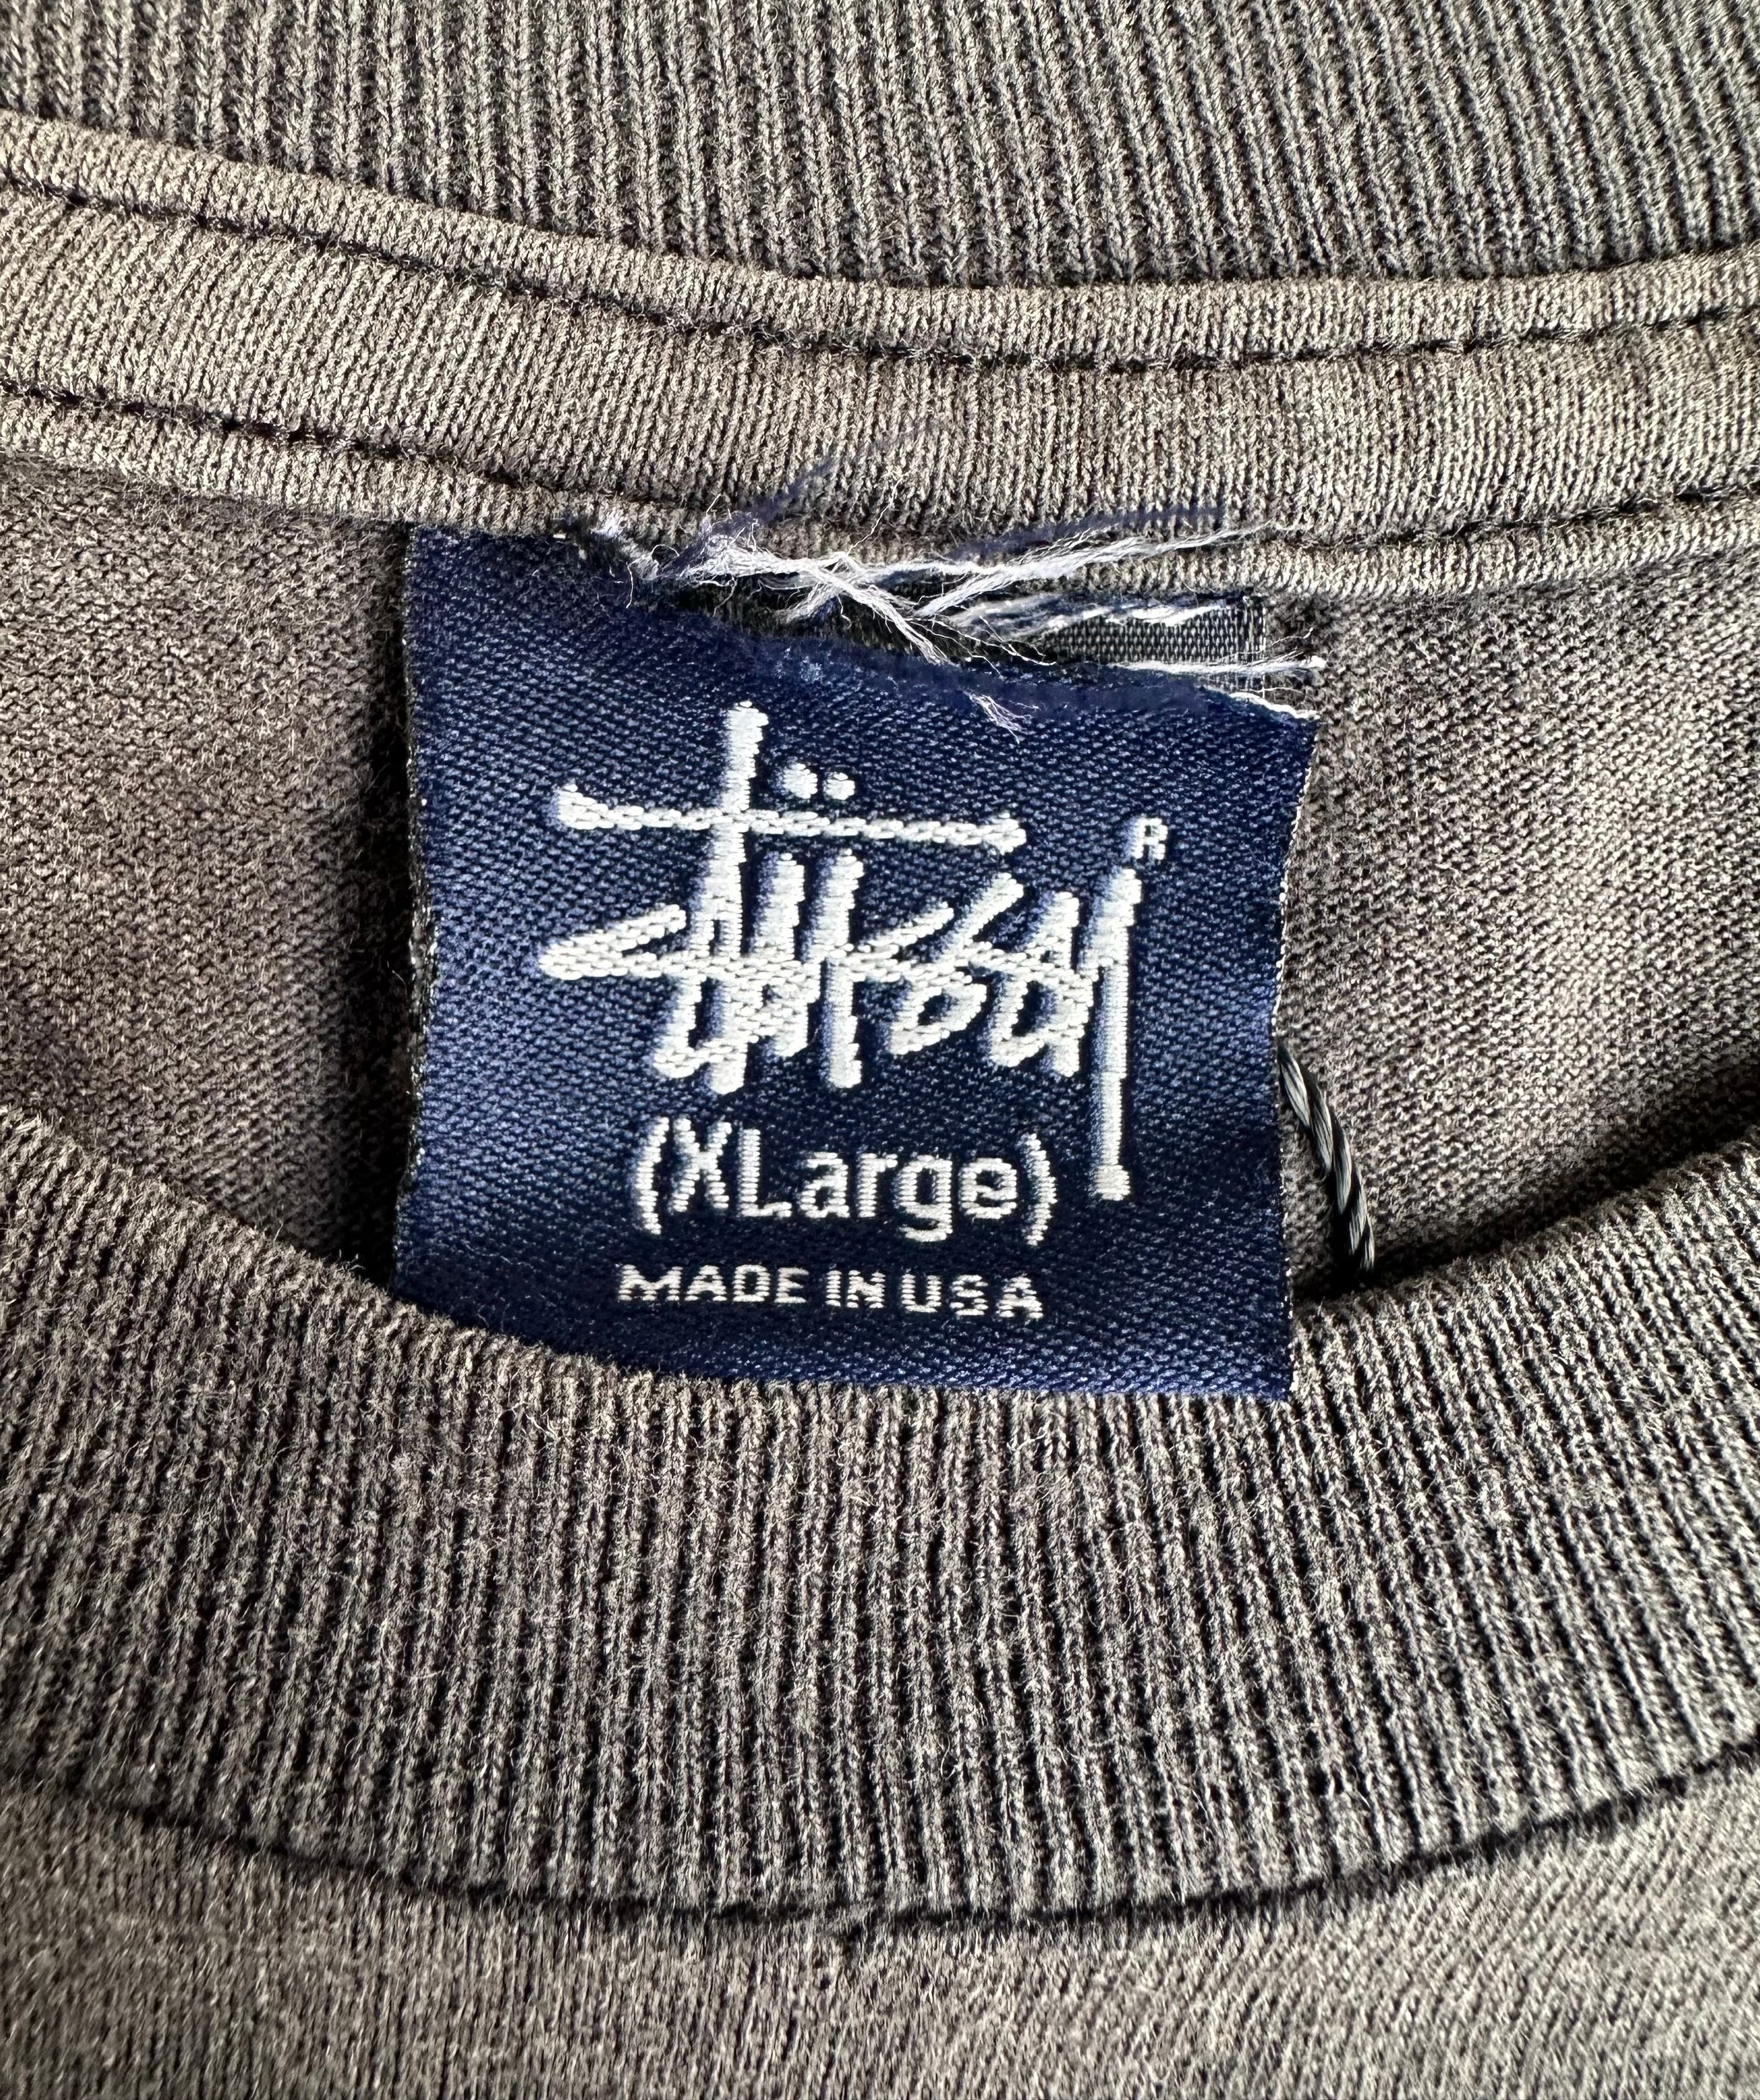 Stüssy
R
(XLarge)
MADE IN USA